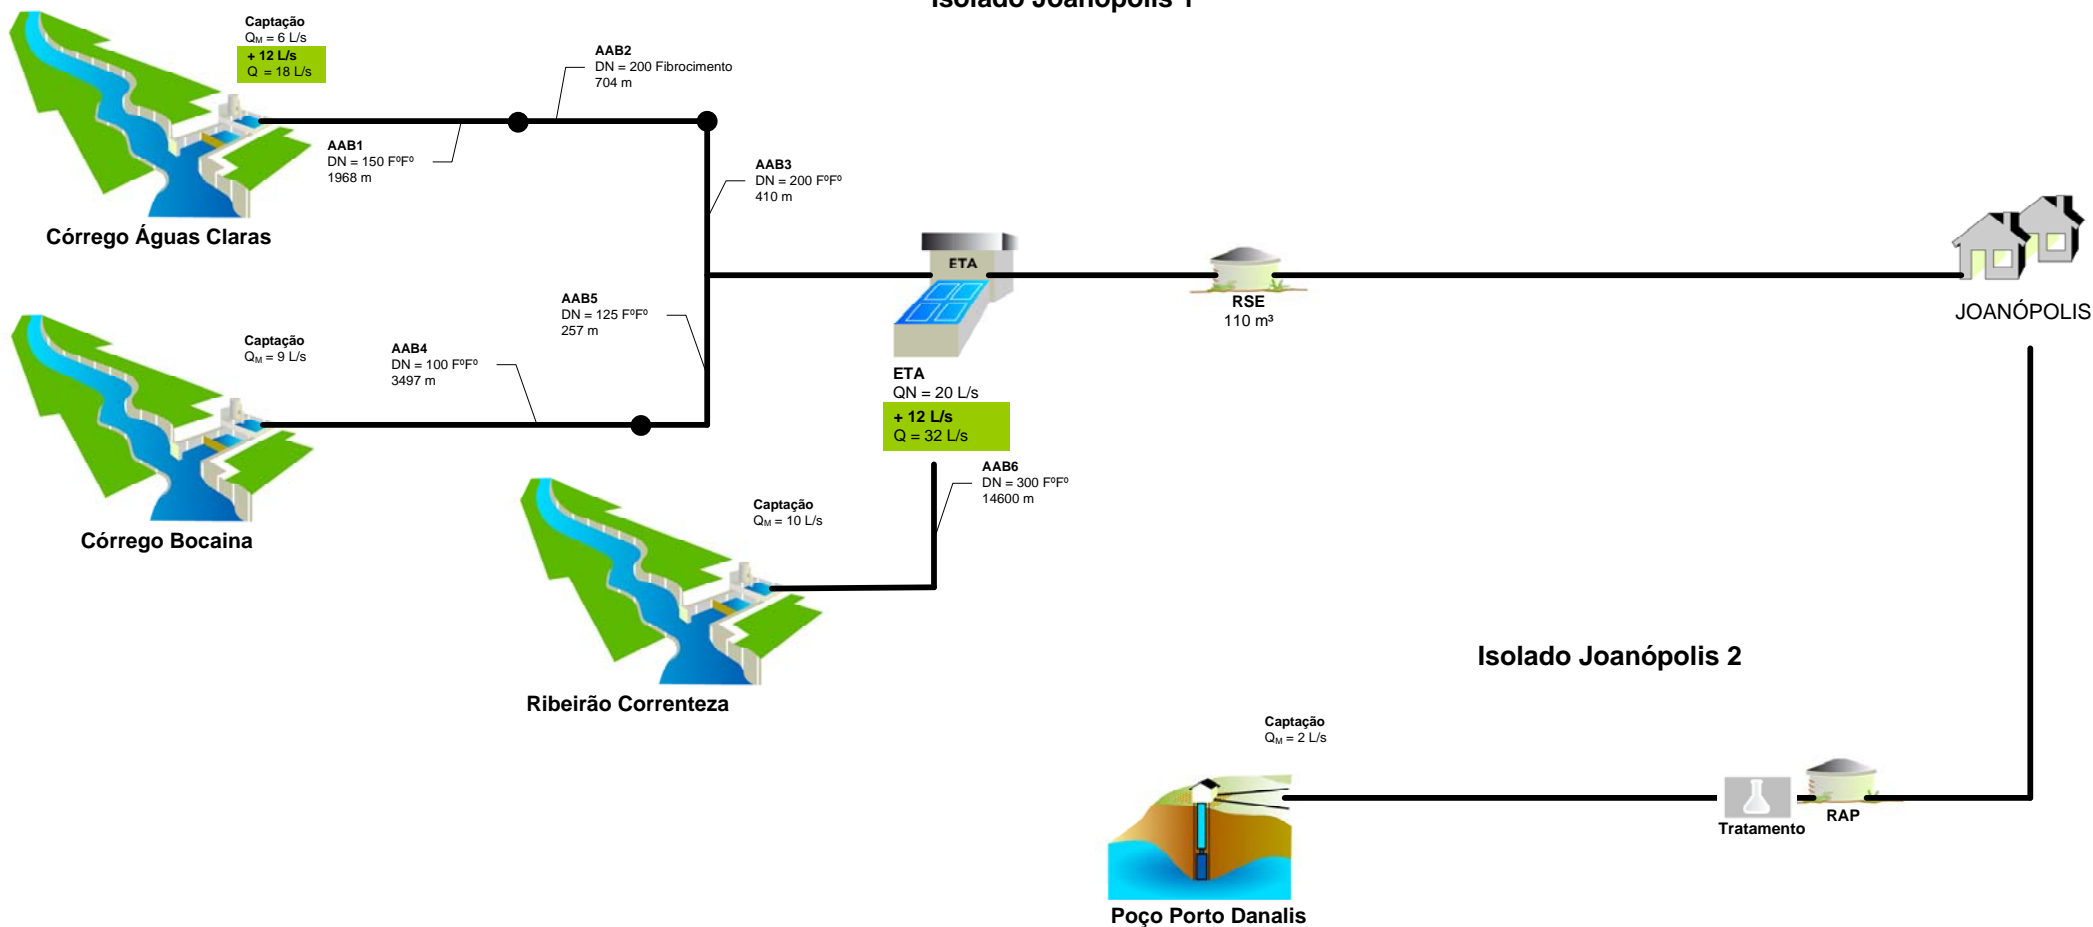 Isolado Joanópolis 1
Captação
QM = 6 L/s
+ 12 L/s
Q = 18 L/s
AAB2
DN = 200 Fibrocimento
704 m
AAB1
DN = 150 FºFº
1968 m
AAB3
DN = 200 FºFº
410 m
Córrego Águas Claras
ETA
RSE
110 m³
JOANÓPOLIS
AAB5
DN = 125 FºFº
257 m
Captação
QM = 9 L/s
AAB4
DN = 100 FºFº
3497 m
ETA
QN = 20 L/s
+ 12 L/s
Q = 32 L/s
Córrego Bocaina
AAB6
DN = 300 FºFº
14600 m
Captação
QM = 10 L/s
Ribeirão Correnteza
Isolado Joanópolis 2
Captação
QM = 2 L/s
Tratamento
RAP
Poço Porto Danalis